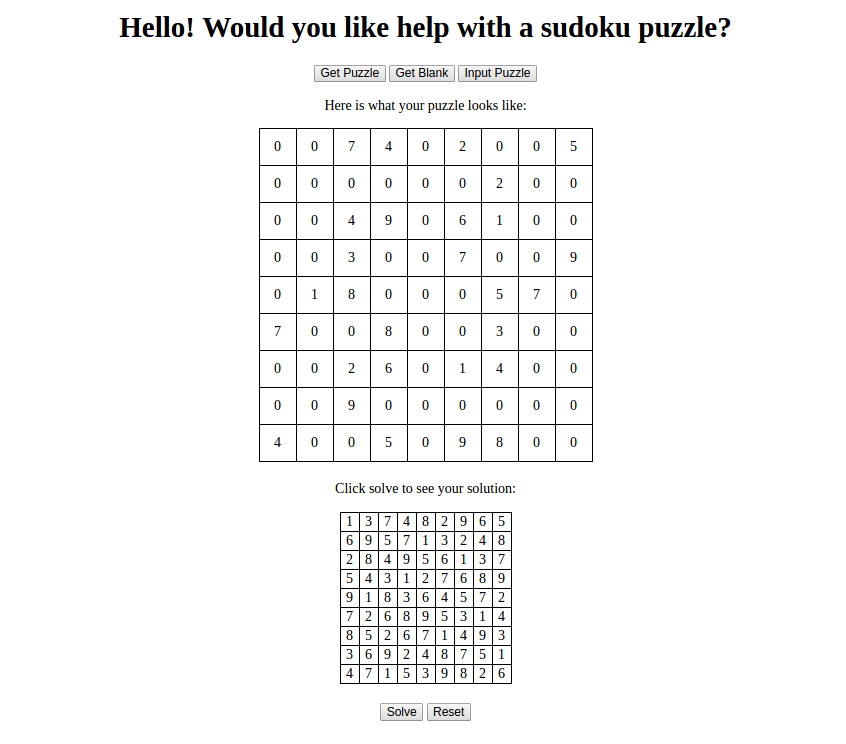 Hello! Would you like help with a sudoku puzzle?
Get Puzzle Get Blank Input Puzzle
Here is what your puzzle looks like:
0 0 7 4 0 2 0 0 5
0 0 0 0 0 0 2 0 0
0 0 4 9 0 6 1 0 0
0 0 3 0 0 7 0 0 9
0 1 8 0 0 0 5 7 0
7 0 0 8 0 0 3 0 0
0 0 2 6 0 1 4 0 0
0 0 9 0 0 0 0 0 0
4 0 0 5 0 9 8 0 0
Click solve to see your solution:
1 3 7 4 8 2 9 6 5
6 9 5 7 1 3 2 4 8
2 8 4 9 5 6 1 3 7
5 4 3 1 2 7 6 8 9
9 1 8 3 6 4 5 7 2
7 2 6 8 9 5 3 1 4
8 5 2 6 7 1 4 9 3
3 6 9 2 4 8 7 5 1
4 7 1 5 3 9 8 2 6
Solve Reset